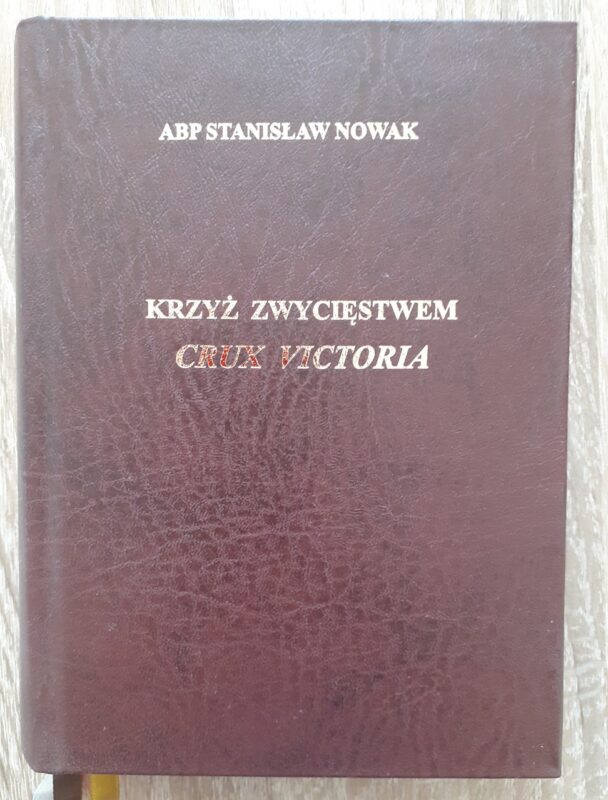 ABP STANISŁAW NOWAK
KRZYŻ ZWYCIĘSTWEM
CRUX VICTORIA